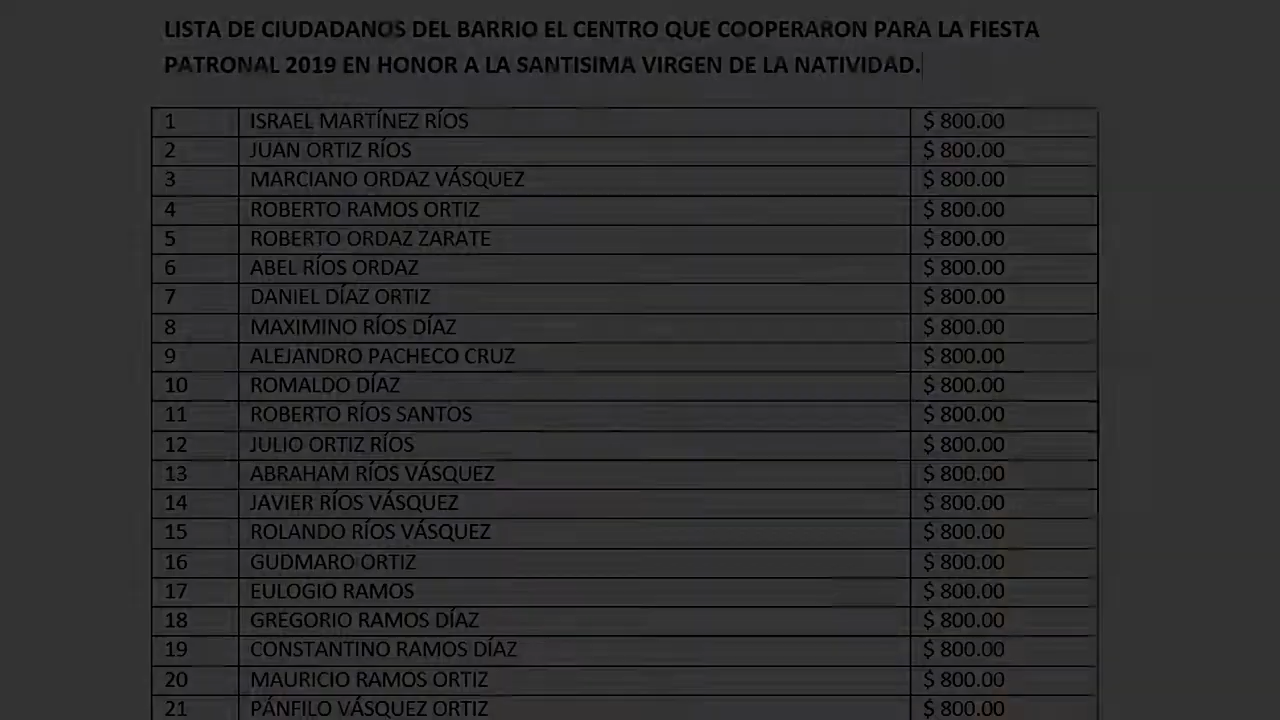 LISTA DE CIUDADANOS DEL BARRIO EL CENTRO QUE COOPERARON PARA LA FIESTA
PATRONAL 2019 EN HONOR A LA SANTISIMA VIRGEN DE LA NATIVIDAD.
1 ISRAEL MARTÍNEZ RÍOS $ 800.00
2 JUAN ORTIZ RÍOS $ 800.00
3 MARCIANO ORDAZ VÁSQUEZ $ 800.00
4 ROBERTO RAMOS ORTIZ $ 800.00
5 ROBERTO ORDAZ ZARATE $ 800.00
6 ABEL RÍOS ORDAZ $ 800.00
7 DANIEL DÍAZ ORTIZ $ 800.00
8 MAXIMINO RÍOS DÍAZ $ 800.00
9 ALEJANDRO PACHECO CRUZ $ 800.00
10 ROMALDO DÍAZ $ 800.00
11 ROBERTO RÍOS SANTOS $ 800.00
12 JULIO ORTIZ RÍOS $ 800.00
13 ABRAHAM RÍOS VÁSQUEZ $ 800.00
14 JAVIER RÍOS VÁSQUEZ $ 800.00
15 ROLANDO RÍOS VÁSQUEZ $ 800.00
16 GUDMARO ORTIZ $ 800.00
17 EULOGIO RAMOS $ 800.00
18 GREGORIO RAMOS DÍAZ $ 800.00
19 CONSTANTINO RAMOS DÍAZ $ 800.00
20 MAURICIO RAMOS ORTIZ $ 800.00
21 PÁNFILO VÁSQUEZ ORTIZ $ 800.00